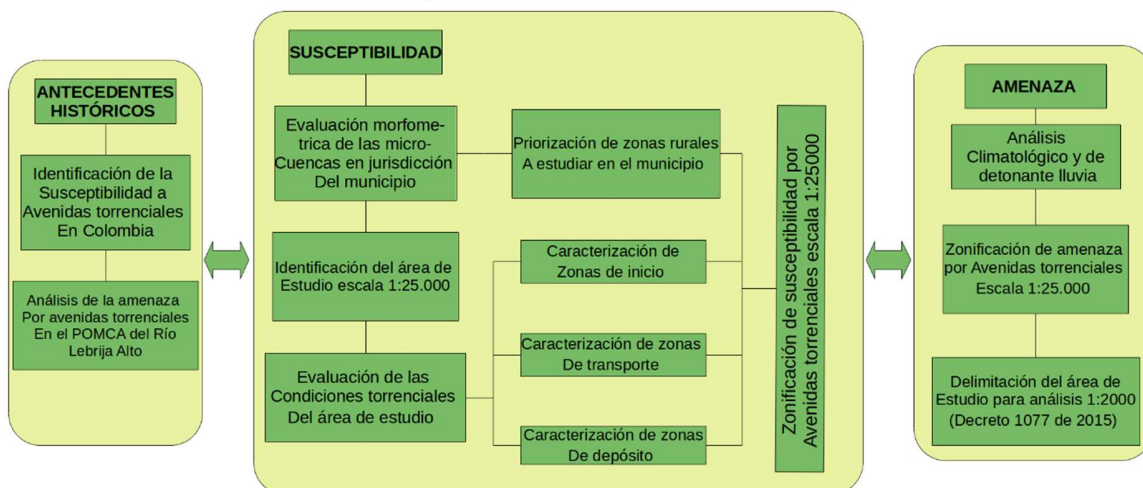 ANTECEDENTES
HISTÓRICOS
Identificación de la
Susceptibilidad a
Avenidas torrenciales
En Colombia
Análisis de la amenaza
Por avenidas torrenciales
En el POMCA del Río
Lebrija Alto
SUSCEPTIBILIDAD
Evaluación morfome-
trica de las micro-
Cuencas en jurisdicción
Del municipio
Identificación del área de
Estudio escala 1:25.000
Evaluación de las
Condiciones torrenciales
Del área de estudio
Priorización de zonas rurales
A estudiar en el municipio
Caracterización de
Zonas de inicio
Caracterización de zonas
De transporte
Caracterización de zonas
De depósito
Zonificación de susceptibilidad por
Avenidas torrenciales escala 1:25000
AMENAZA
Análisis
Climatológico y de
detonante lluvia
Zonificación de amenaza
por Avenidas torrenciales
Escala 1:25.000
Delimitación del área de
Estudio para análisis 1:2000
(Decreto 1077 de 2015)